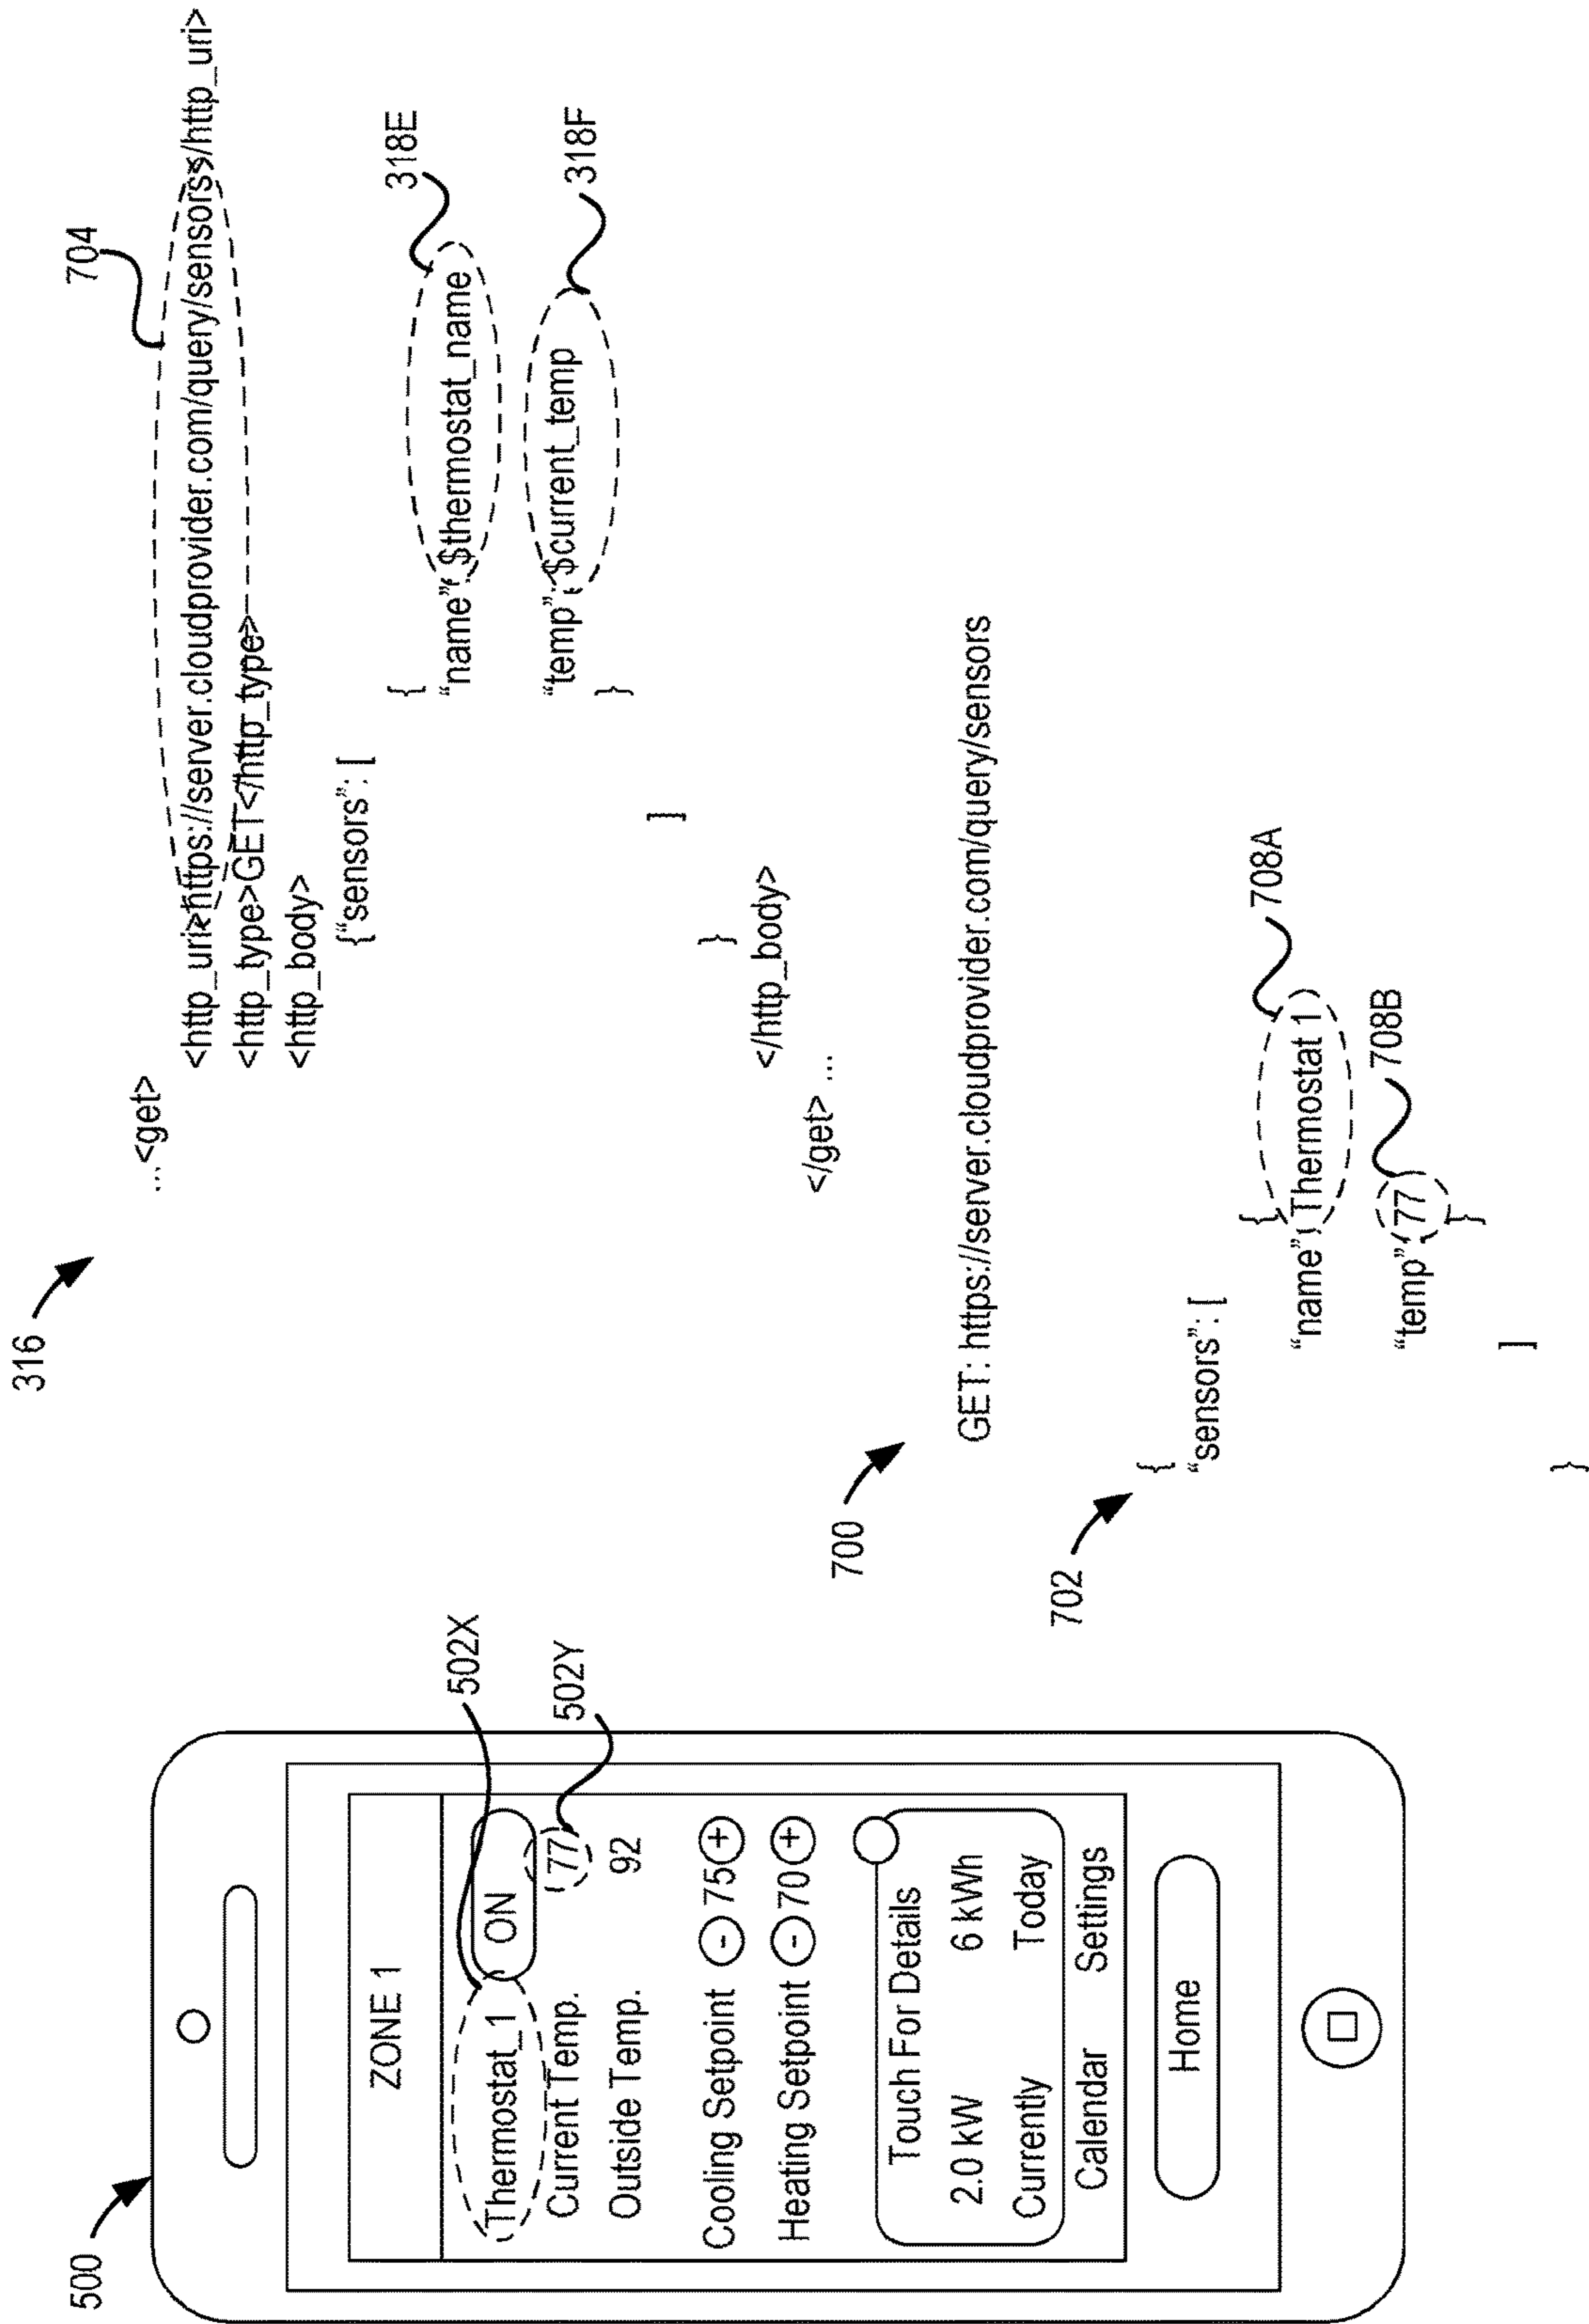 500
ZONE 1
Thermostat_1 ON
502X
Current Temp. 77
502Y
Outside Temp. 92
Cooling Setpoint - 75 +
Heating Setpoint - 70 +
Touch For Details
2.0 kW 6 kWh
Currently Today
Calendar Settings
Home
316
... <get>
704
<http_uri>https://server.cloudprovider.com/query/sensors</http_uri>
<http_type>GET</http_type>
<http_body>
{“sensors”: [
{
“name”: $thermostat_name
318E
“temp”: $current_temp
318F
}
]
}
</http_body>
</get> ...
700
GET: https://server.cloudprovider.com/query/sensors
702
{
“sensors”: [
{
“name”: Thermostat 1
708A
“temp”: 77
708B
}
]
}